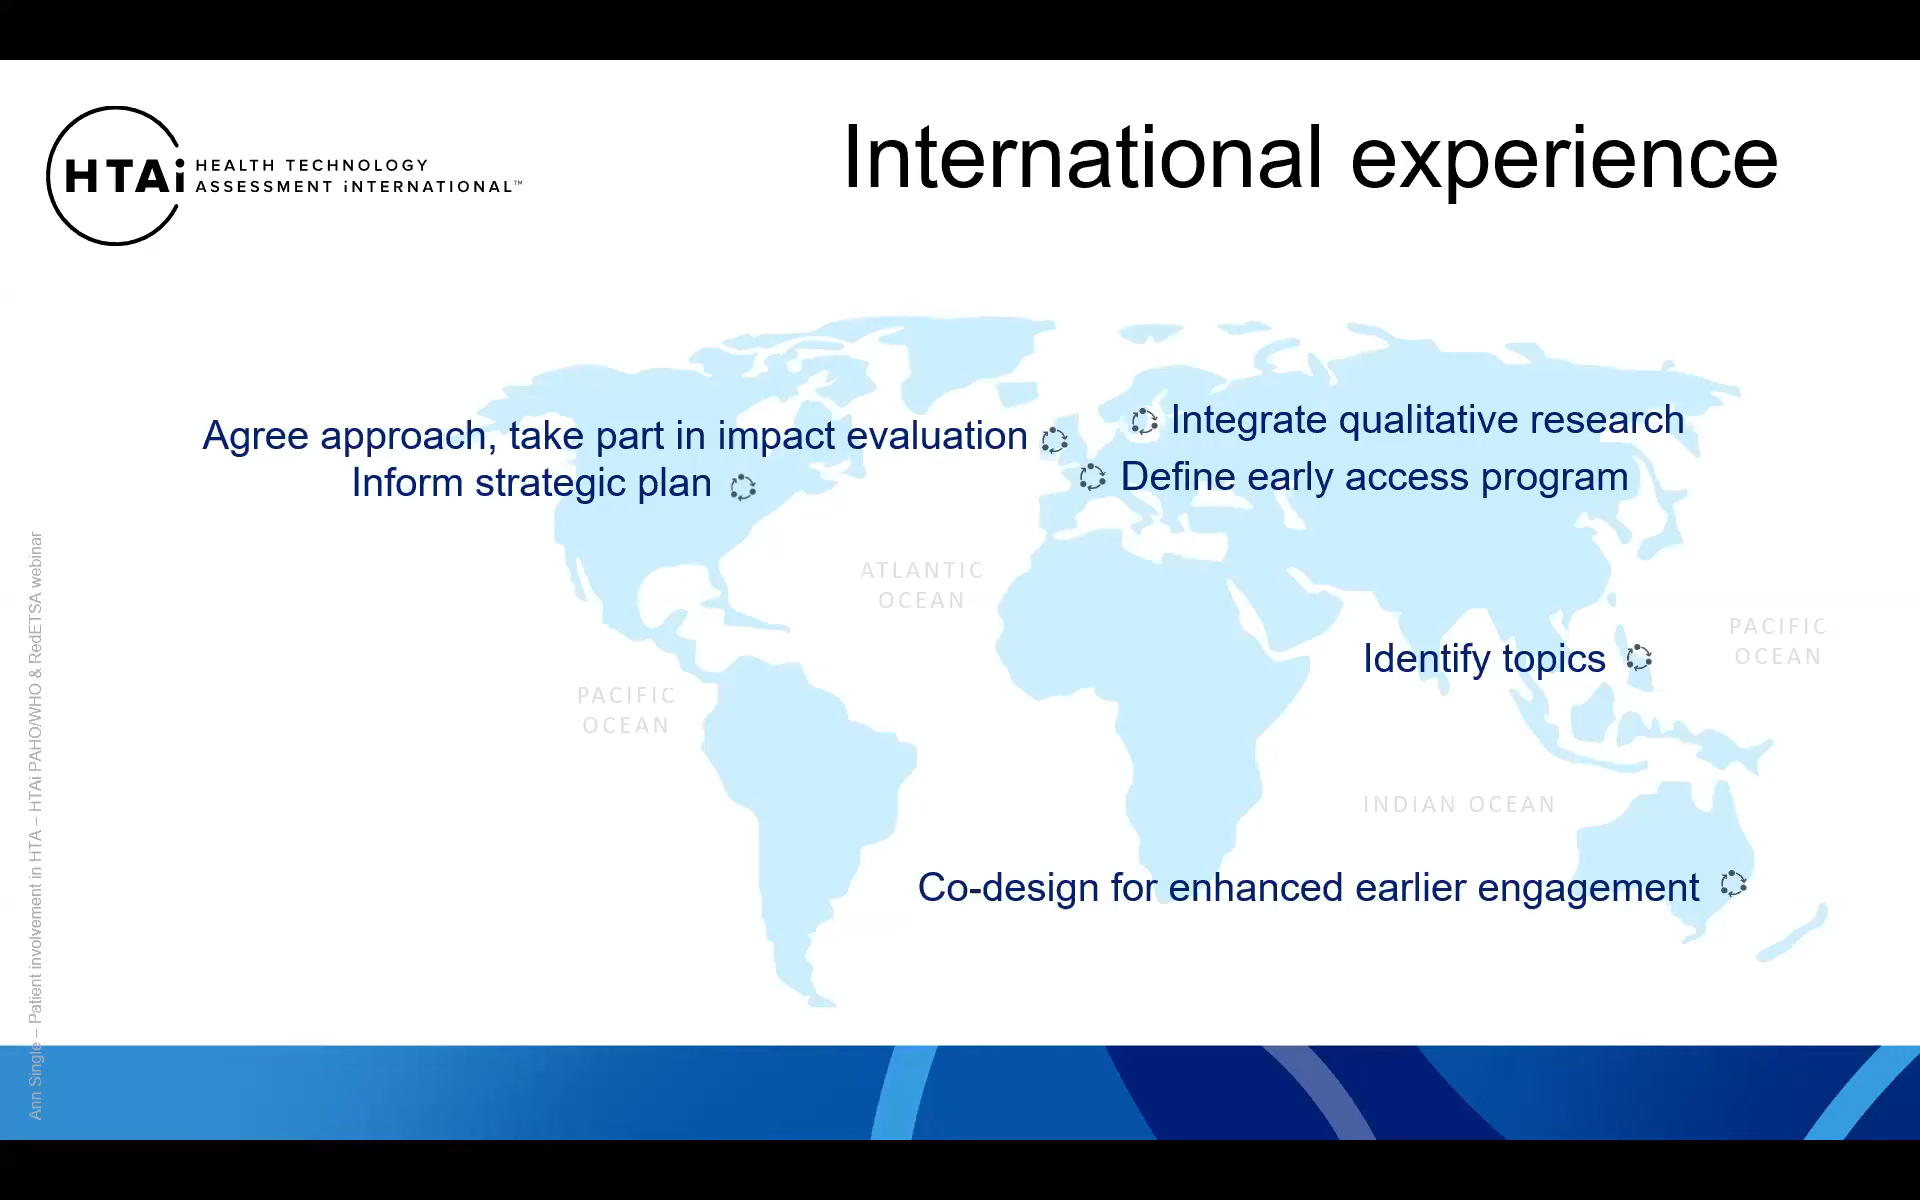 HTAi HEALTH TECHNOLOGY
ASSESSMENT iNTERNATIONAL™
International experience
Agree approach, take part in impact evaluation
Inform strategic plan
Integrate qualitative research
Define early access program
ATLANTIC
OCEAN
PACIFIC
OCEAN
Identify topics
PACIFIC
OCEAN
INDIAN OCEAN
Co-design for enhanced earlier engagement
Ann Single – Patient involvement in HTA – HTAi PAHO/WHO & RedETSA webinar